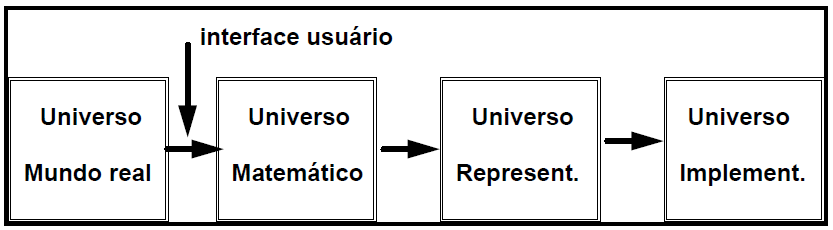 interface usuário
Universo
Mundo real
Universo
Matemático
Universo
Represent.
Universo
Implement.